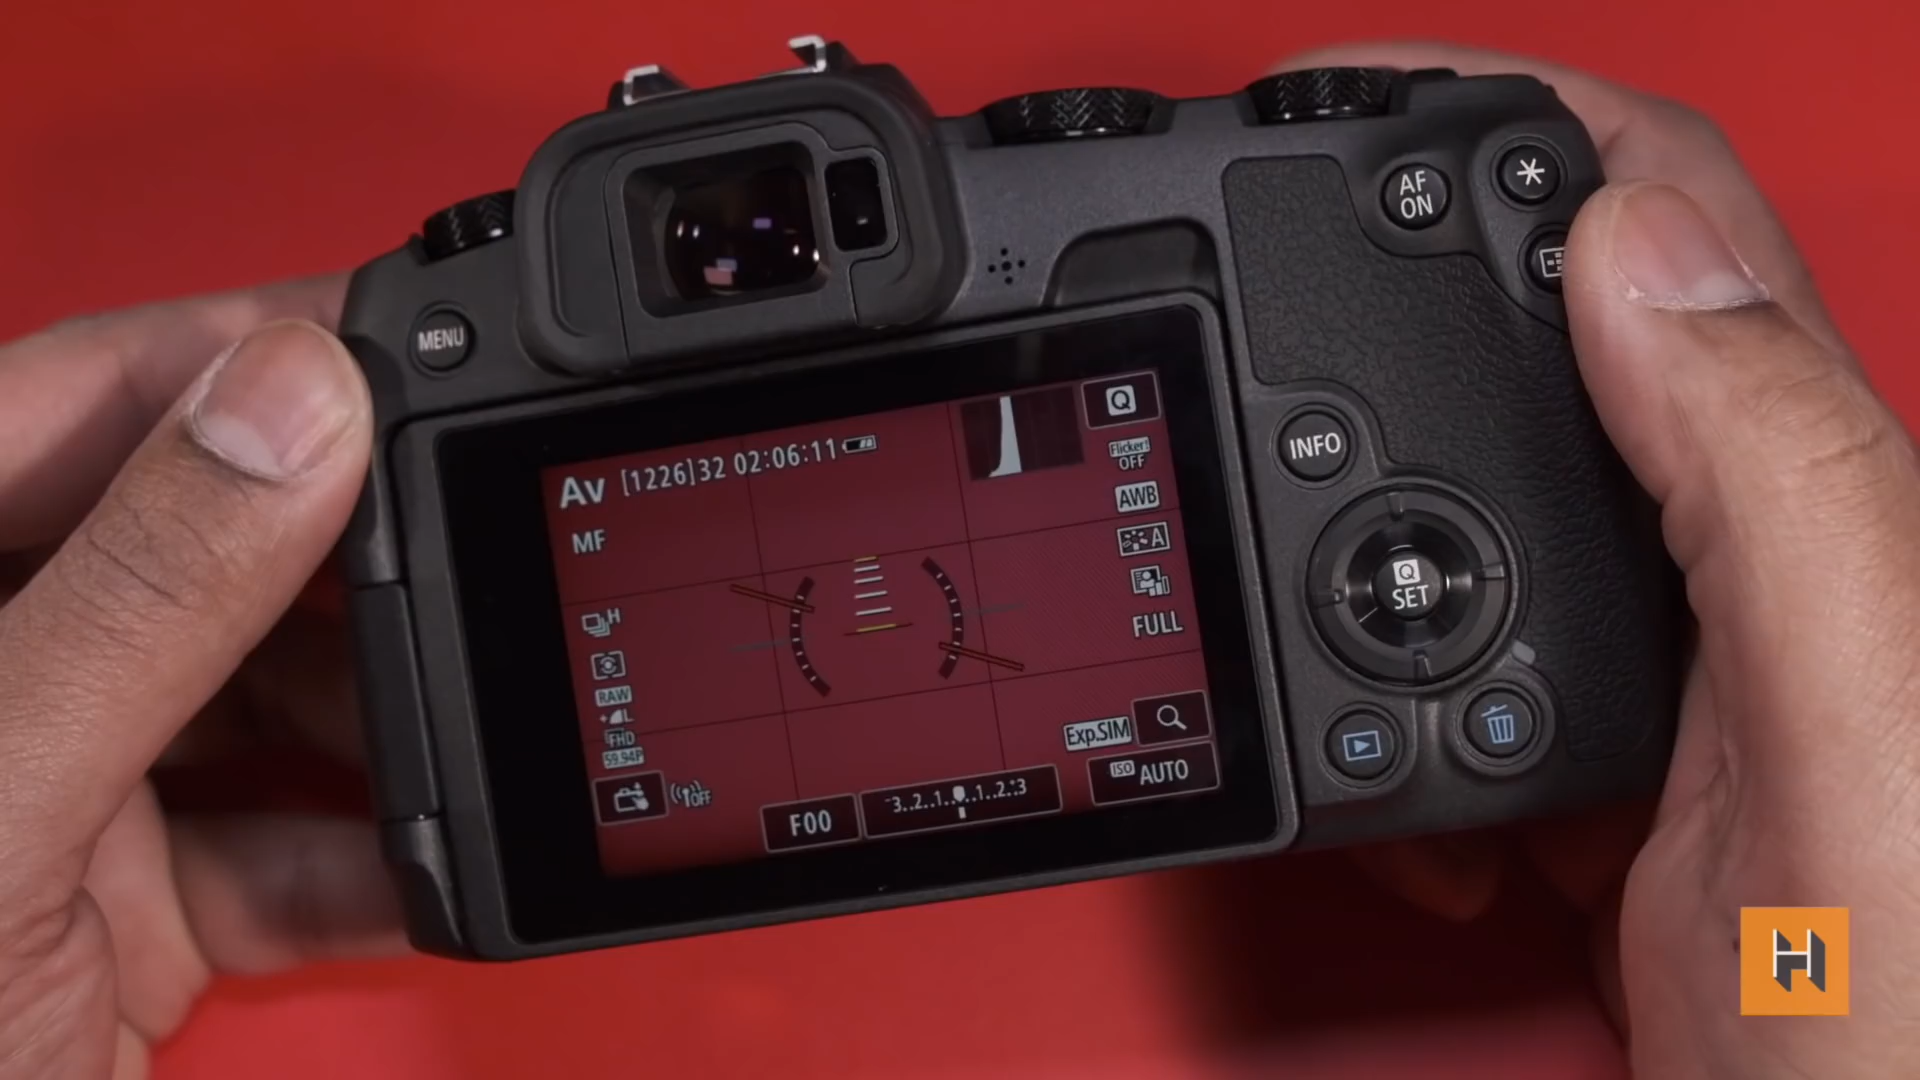 AF
ON
MENU
INFO
Q
SET
Av [1226]32 02:06:11
Q
Flicker!
OFF
MF
AWB
A
H
FULL
RAW
+L
FHD
59.94P
Exp.SIM
OFF
F00
-3..2..1..0..1..2..:3
ISO AUTO
H